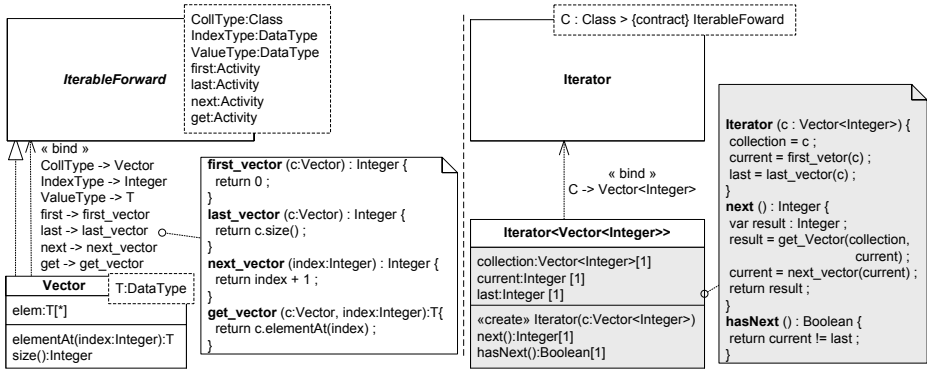 CollType:Class
IndexType:DataType
ValueType:DataType
first:Activity
last:Activity
next:Activity
get:Activity
IterableForward
« bind »
CollType -> Vector
IndexType -> Integer
ValueType -> T
first -> first_vector
last -> last_vector
next -> next_vector
get -> get_vector
first_vector (c:Vector) : Integer {
return 0 ;
}
last_vector (c:Vector) : Integer {
return c.size() ;
}
next_vector (index:Integer) : Integer {
return index + 1 ;
}
get_vector (c:Vector, index:Integer):T{
return c.elementAt(index) ;
}
Vector
T:DataType
elem:T[*]
elementAt(index:Integer):T
size():Integer
C : Class > {contract} IterableFoward
Iterator
« bind »
C -> Vector<Integer>
Iterator<Vector<Integer>>
collection:Vector<Integer>[1]
current:Integer [1]
last:Integer [1]
«create» Iterator(c:Vector<Integer>)
next():Integer[1]
hasNext():Boolean[1]
Iterator (c : Vector<Integer>) {
collection = c ;
current = first_vetor(c) ;
last = last_vector(c) ;
}
next () : Integer {
var result : Integer ;
result = get_Vector(collection,
current) ;
current = next_vector(current) ;
return result ;
}
hasNext () : Boolean {
return current != last ;
}